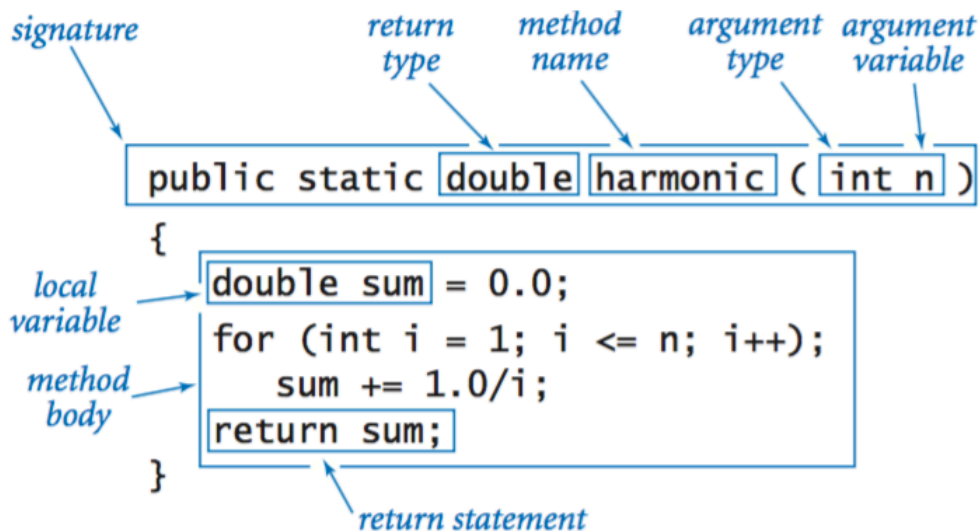 signature
return type
method name
argument type
argument variable
public static double harmonic ( int n )
{
local variable
double sum = 0.0;
for (int i = 1; i <= n; i++);
method body
sum += 1.0/i;
return sum;
}
return statement